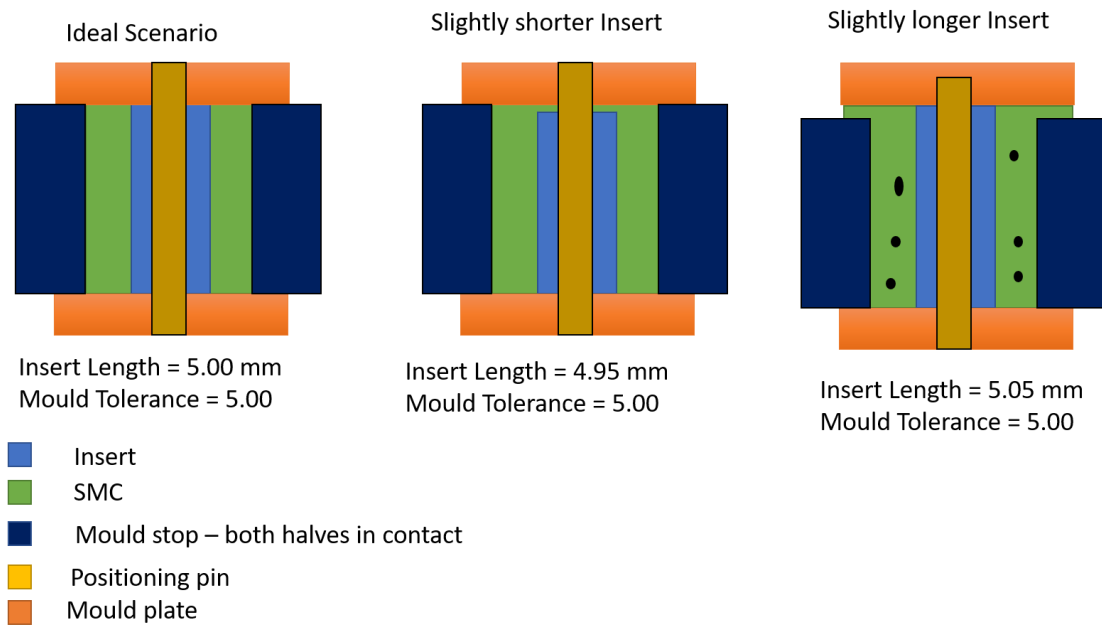 Ideal Scenario
Slightly shorter Insert
Slightly longer Insert
Insert Length = 5.00 mm
Mould Tolerance = 5.00
Insert Length = 4.95 mm
Mould Tolerance = 5.00
Insert Length = 5.05 mm
Mould Tolerance = 5.00
Insert
SMC
Mould stop – both halves in contact
Positioning pin
Mould plate